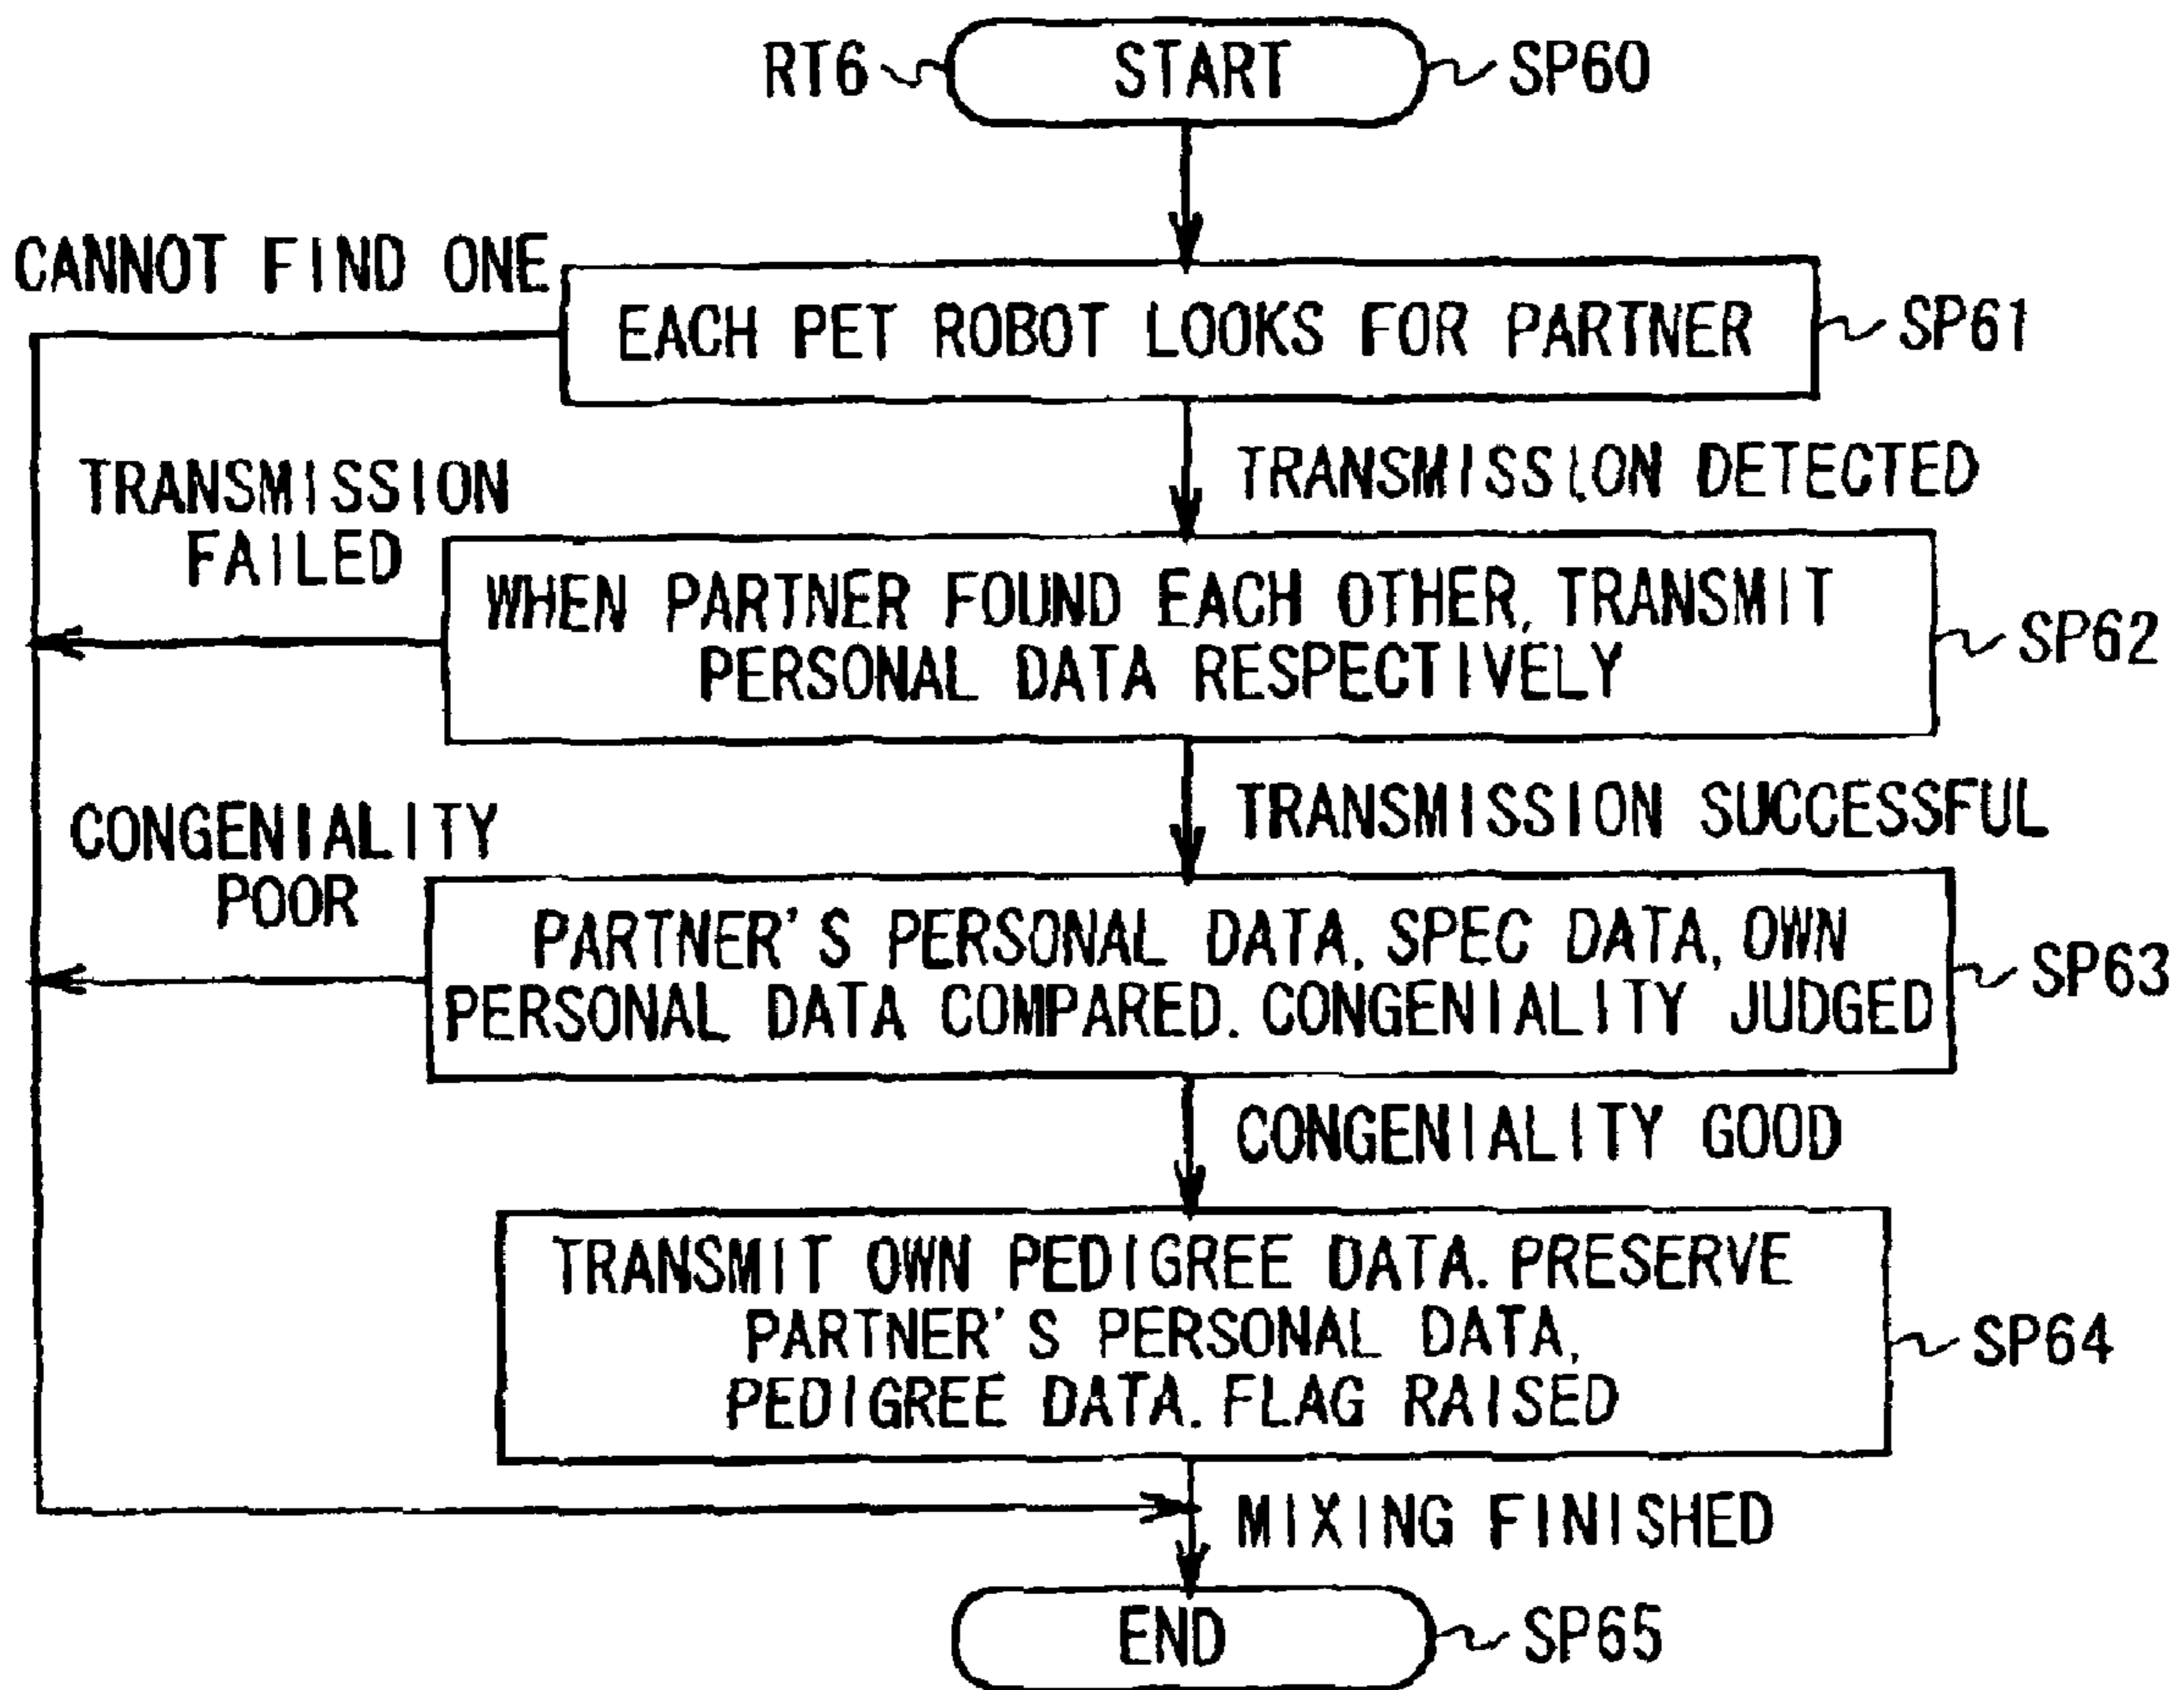 RT6 START SP60
CANNOT FIND ONE
EACH PET ROBOT LOOKS FOR PARTNER SP61
TRANSMISSION DETECTED
TRANSMISSION
FAILED
WHEN PARTNER FOUND EACH OTHER, TRANSMIT
PERSONAL DATA RESPECTIVELY
SP62
TRANSMISSION SUCCESSFUL
CONGENIALITY
POOR
PARTNER'S PERSONAL DATA, SPEC DATA, OWN
PERSONAL DATA COMPARED. CONGENIALITY JUDGED
SP63
CONGENIALITY GOOD
TRANSMIT OWN PEDIGREE DATA. PRESERVE
PARTNER'S PERSONAL DATA,
PEDIGREE DATA. FLAG RAISED
SP64
MIXING FINISHED
END SP65